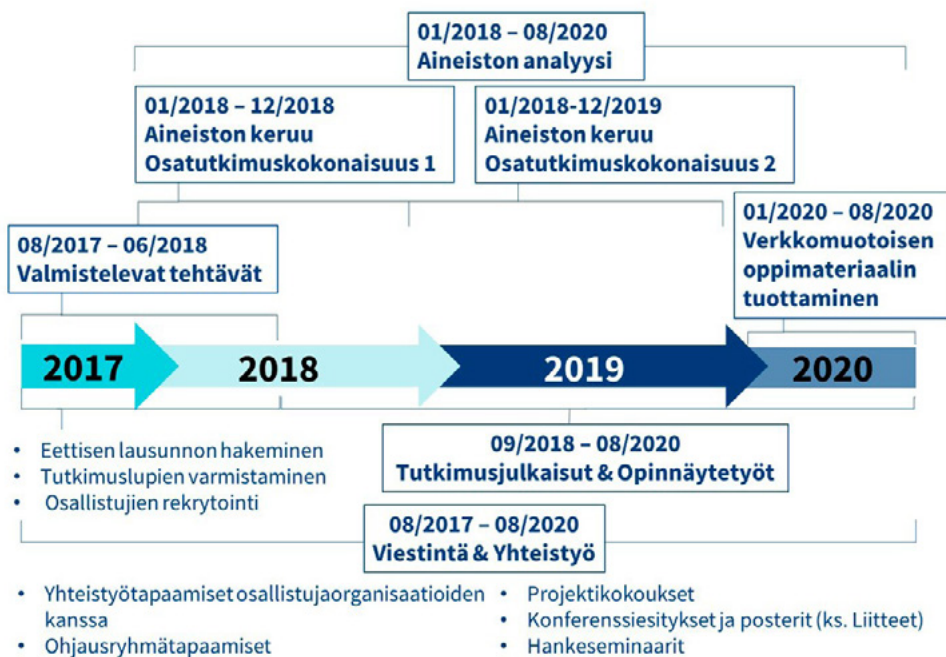 01/2018 – 08/2020
Aineiston analyysi
01/2018 – 12/2018
Aineiston keruu
Osatutkimuskokonaisuus 1
01/2018-12/2019
Aineiston keruu
Osatutkimuskokonaisuus 2
08/2017 – 06/2018
Valmistelevat tehtävät
01/2020 – 08/2020
Verkkomuotoisen
oppimateriaalin
tuottaminen
2017
2018
2019
2020
• Eettisen lausunnon hakeminen
• Tutkimuslupien varmistaminen
• Osallistujien rekrytointi
09/2018 – 08/2020
Tutkimusjulkaisut & Opinnäytetyöt
08/2017 – 08/2020
Viestintä & Yhteistyö
• Yhteistyötapaamiset osallistujaorganisaatioiden
kanssa
• Ohjausryhmätapaamiset
• Projektikokoukset
• Konferenssiesitykset ja posterit (ks. Liitteet)
• Hankeseminaarit